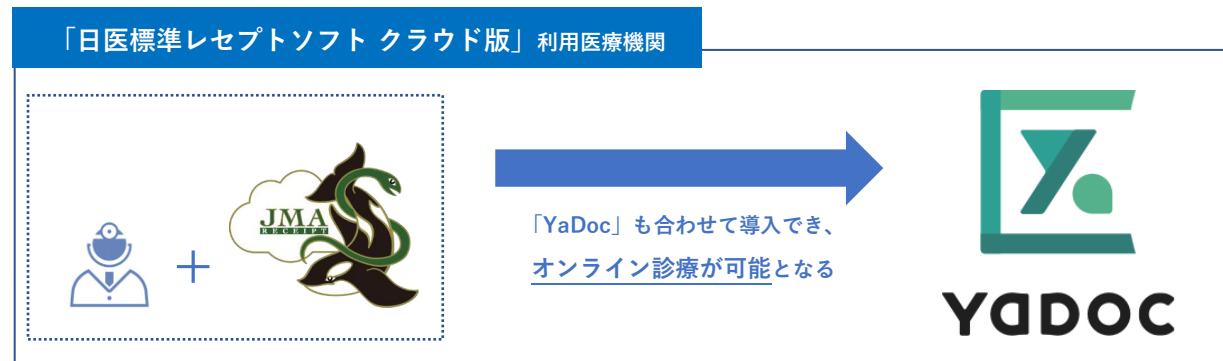 「日医標準レセプトソフト クラウド版」利用医療機関
JMA
RECEIPT
+
「YaDoc」も合わせて導入でき、
オンライン診療が可能となる
Ya
YaDOC